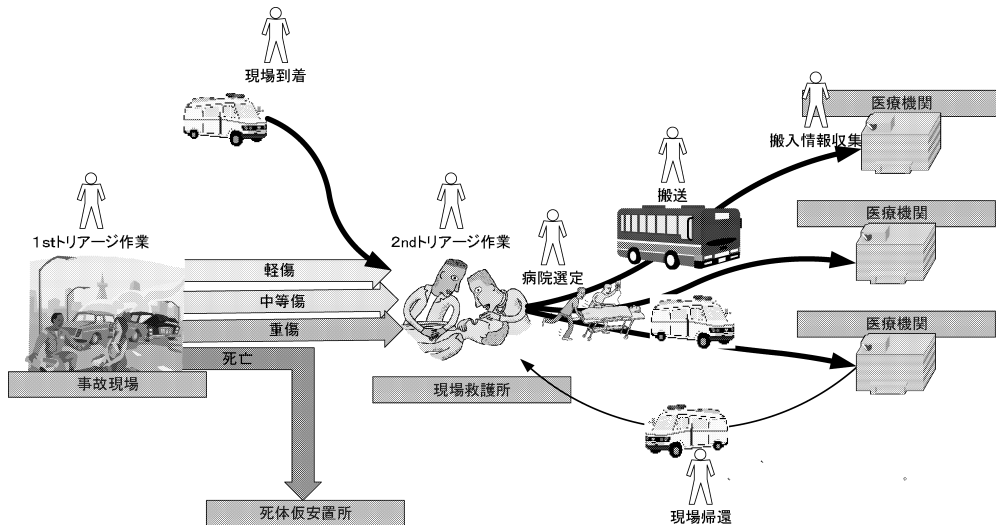 現場到着
医療機関
搬入情報収集
搬送
1stトリアージ作業
2ndトリアージ作業
病院選定
医療機関
軽傷
中等傷
重傷
死亡
医療機関
事故現場
現場救護所
死体仮安置所
現場帰還